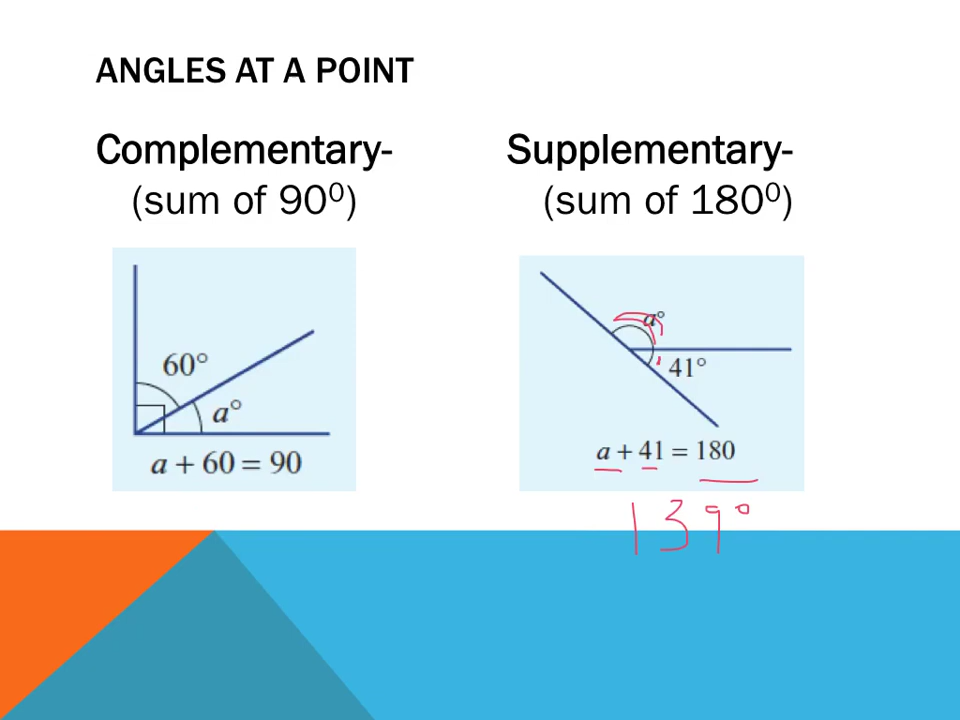 ANGLES AT A POINT
Complementary-
(sum of 90⁰)
60°
a°
a + 60 = 90
Supplementary-
(sum of 180⁰)
a°
41°
a + 41 = 180
139°